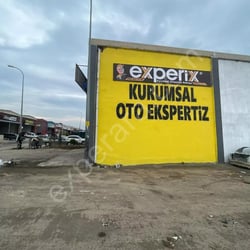 experix
KURUMSAL
OTO EKSPERTİZ